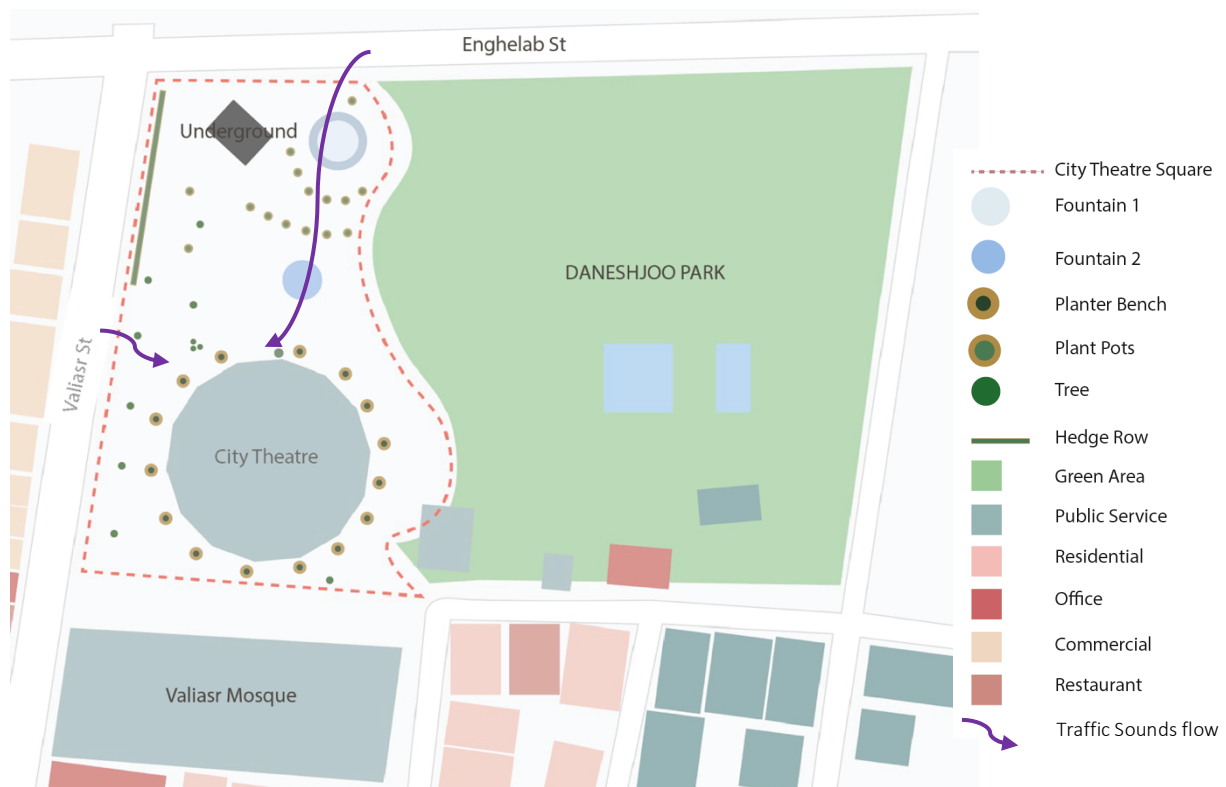 Enghelab St
Underground
DANESHJOO PARK
Valiasr St
City Theatre
Valiasr Mosque
City Theatre Square
Fountain 1
Fountain 2
Planter Bench
Plant Pots
Tree
Hedge Row
Green Area
Public Service
Residential
Office
Commercial
Restaurant
Traffic Sounds flow